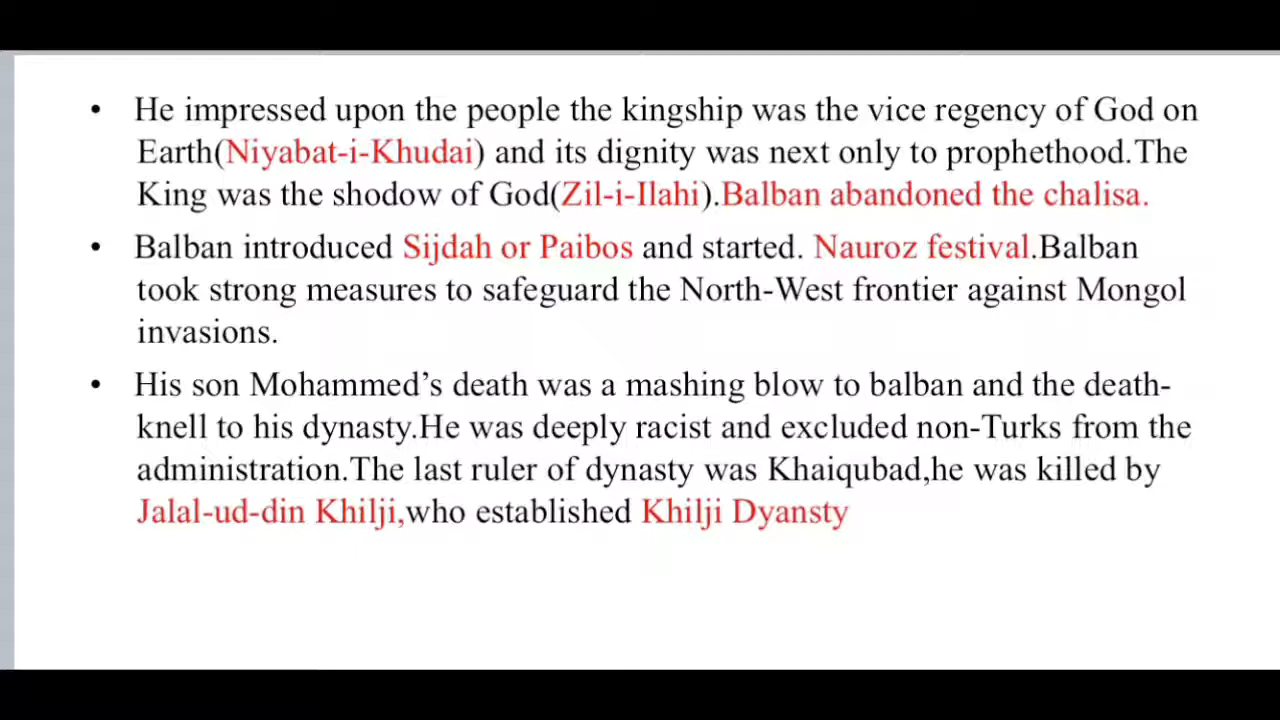 • He impressed upon the people the kingship was the vice regency of God on
Earth(Niyabat-i-Khudai) and its dignity was next only to prophethood.The
King was the shodow of God(Zil-i-Ilahi).Balban abandoned the chalisa.
• Balban introduced Sijdah or Paibos and started. Nauroz festival.Balban
took strong measures to safeguard the North-West frontier against Mongol
invasions.
• His son Mohammed’s death was a mashing blow to balban and the death-
knell to his dynasty.He was deeply racist and excluded non-Turks from the
administration.The last ruler of dynasty was Khaiqubad,he was killed by
Jalal-ud-din Khilji,who established Khilji Dyansty